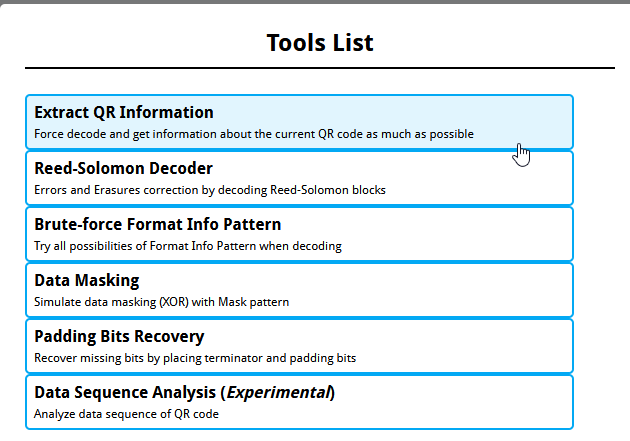 Tools List
Extract QR Information
Force decode and get information about the current QR code as much as possible
Reed-Solomon Decoder
Errors and Erasures correction by decoding Reed-Solomon blocks
Brute-force Format Info Pattern
Try all possibilities of Format Info Pattern when decoding
Data Masking
Simulate data masking (XOR) with Mask pattern
Padding Bits Recovery
Recover missing bits by placing terminator and padding bits
Data Sequence Analysis (Experimental)
Analyze data sequence of QR code